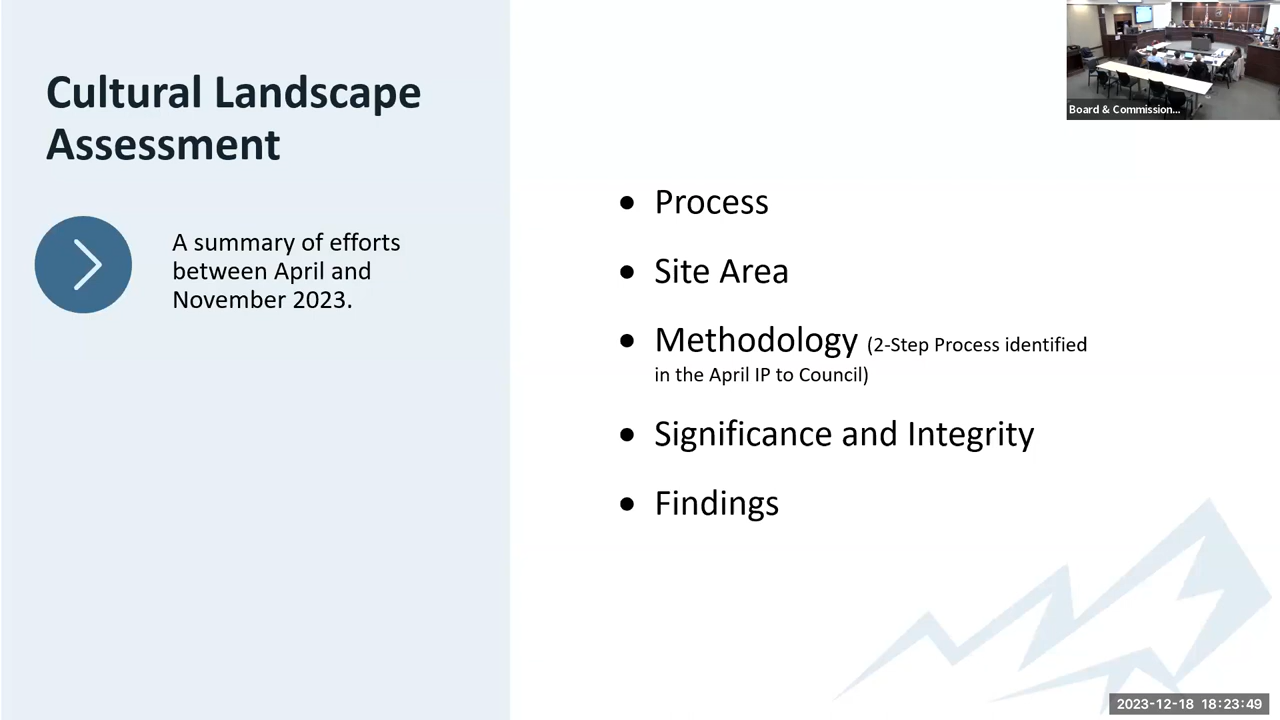 Cultural Landscape
Assessment
A summary of efforts
between April and
November 2023.
• Process
• Site Area
• Methodology (2-Step Process identified
in the April IP to Council)
• Significance and Integrity
• Findings
Board & Commission...
2023-12-18 18:23:49